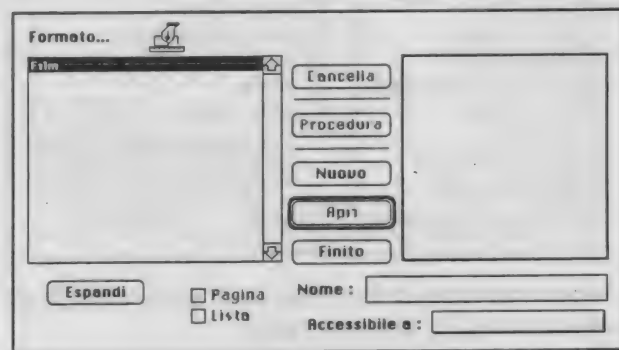 Formato...
Film
Cancella
Procedura
Nuovo
Apri
Finito
Espandi
Pagina
Lista
Nome :
Accessibile a :